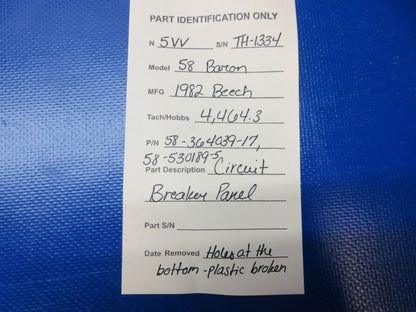 PART IDENTIFICATION ONLY
N 5VV S/N TH-1334
Model 58 Baron
MFG 1982 Beech
Tach/Hobbs 4,464.3
P/N 58-364039-17,
58-530189-5,
Part Description Circuit
Breaker Panel
Part S/N
Date Removed Holes at the
bottom-plastic broken